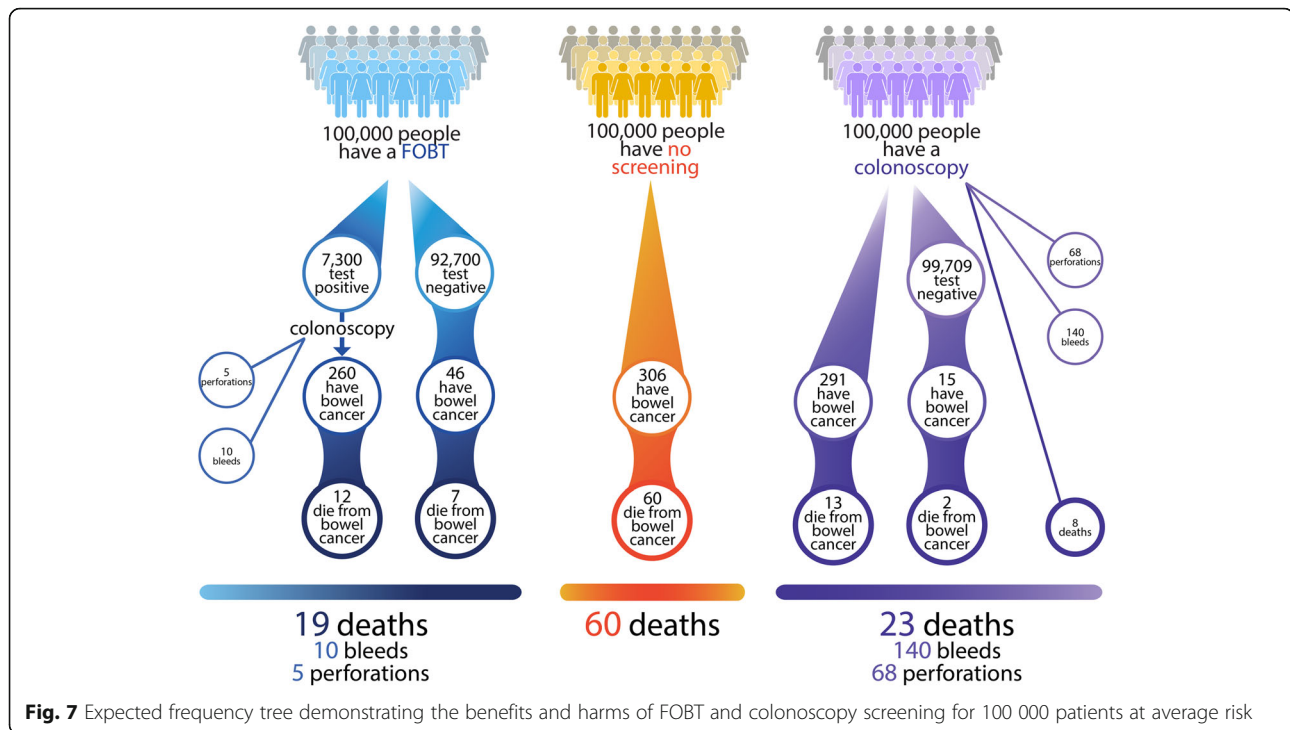 100,000 people
have a FOBT
7,300
test
positive
92,700
test
negative
colonoscopy
5
perforations
10
bleeds
260
have
bowel
cancer
46
have
bowel
cancer
12
die from
bowel
cancer
7
die from
bowel
cancer
19 deaths
10 bleeds
5 perforations
100,000 people
have no
screening
306
have
bowel
cancer
60
die from
bowel
cancer
60 deaths
100,000 people
have a
colonoscopy
99,709
test
negative
68
perforations
140
bleeds
291
have
bowel
cancer
15
have
bowel
cancer
13
die from
bowel
cancer
2
die from
bowel
cancer
8
deaths
23 deaths
140 bleeds
68 perforations
Fig. 7 Expected frequency tree demonstrating the benefits and harms of FOBT and colonoscopy screening for 100 000 patients at average risk